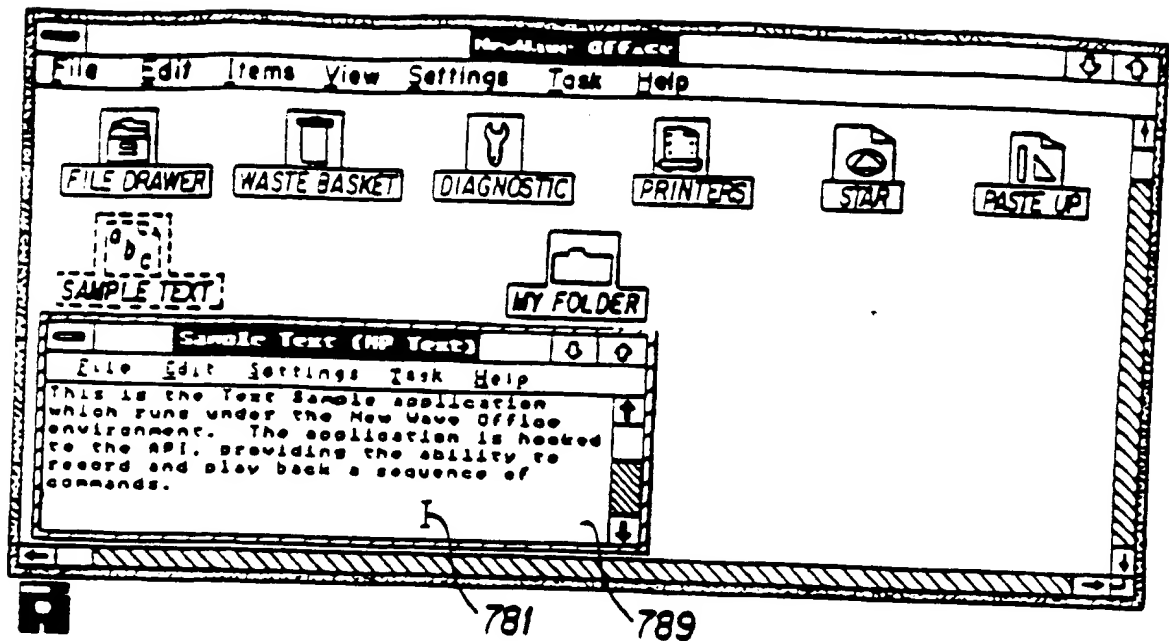 NewWave Office
File Edit Items View Settings Task Help
FILE DRAWER WASTE BASKET DIAGNOSTIC PRINTERS STAR PASTE UP
abc
SAMPLE TEXT MY FOLDER
Sample Text (HP Text)
File Edit Settings Task Help
This is the Text Sample application
which runs under the New Wave Office
environment. The application is hooked
to the API, providing the ability to
record and play back a sequence of
commands.
781 789